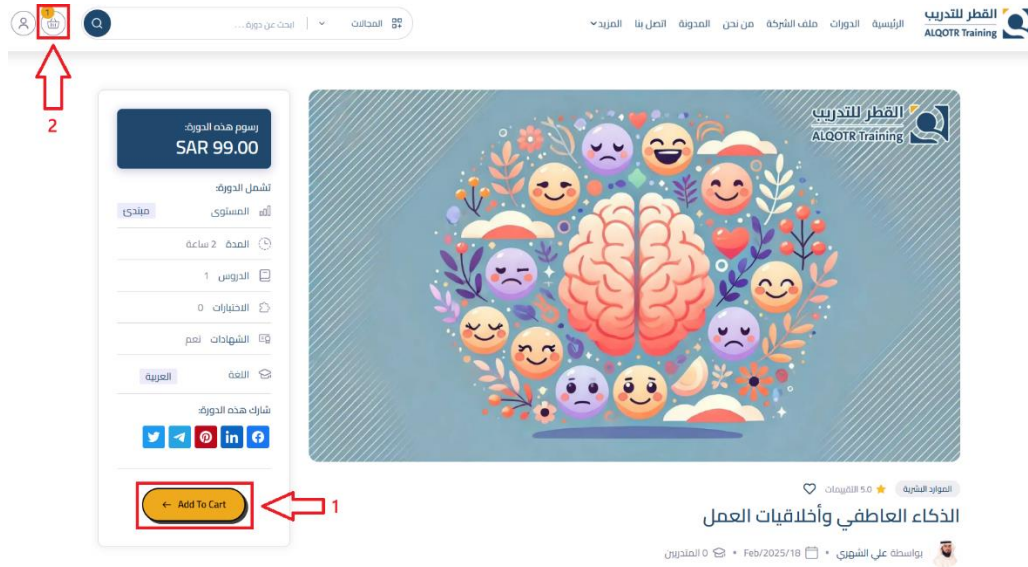 القطر للتدريب
ALQOTR Training
الرئيسية الدورات ملف الشركة من نحن المدونة اتصل بنا المزيد
المجالات
ابحث عن دورة....
1
2
رسوم هذه الدورة:
SAR 99.00
تشمل الدورة:
المستوى مبتدئ
المدة 2 ساعة
الدروس 1
الاختبارات 0
الشهادات نعم
اللغة العربية
شارك هذه الدورة:
Add To Cart
1
القطر للتدريب
ALQOTR Training
الموارد البشرية 5.0 التقييمات
الذكاء العاطفي وأخلاقيات العمل
بواسطة علي الشهري • Feb/2025/18 • 0 المتدربين